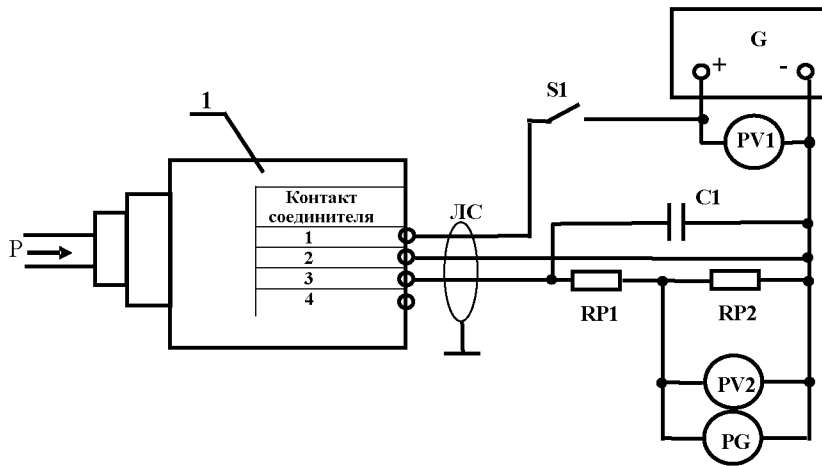 G
+ -
S1
1
PV1
Контакт
соединителя
ЛС
C1
1
P
2
3
4
RP1
RP2
PV2
PG